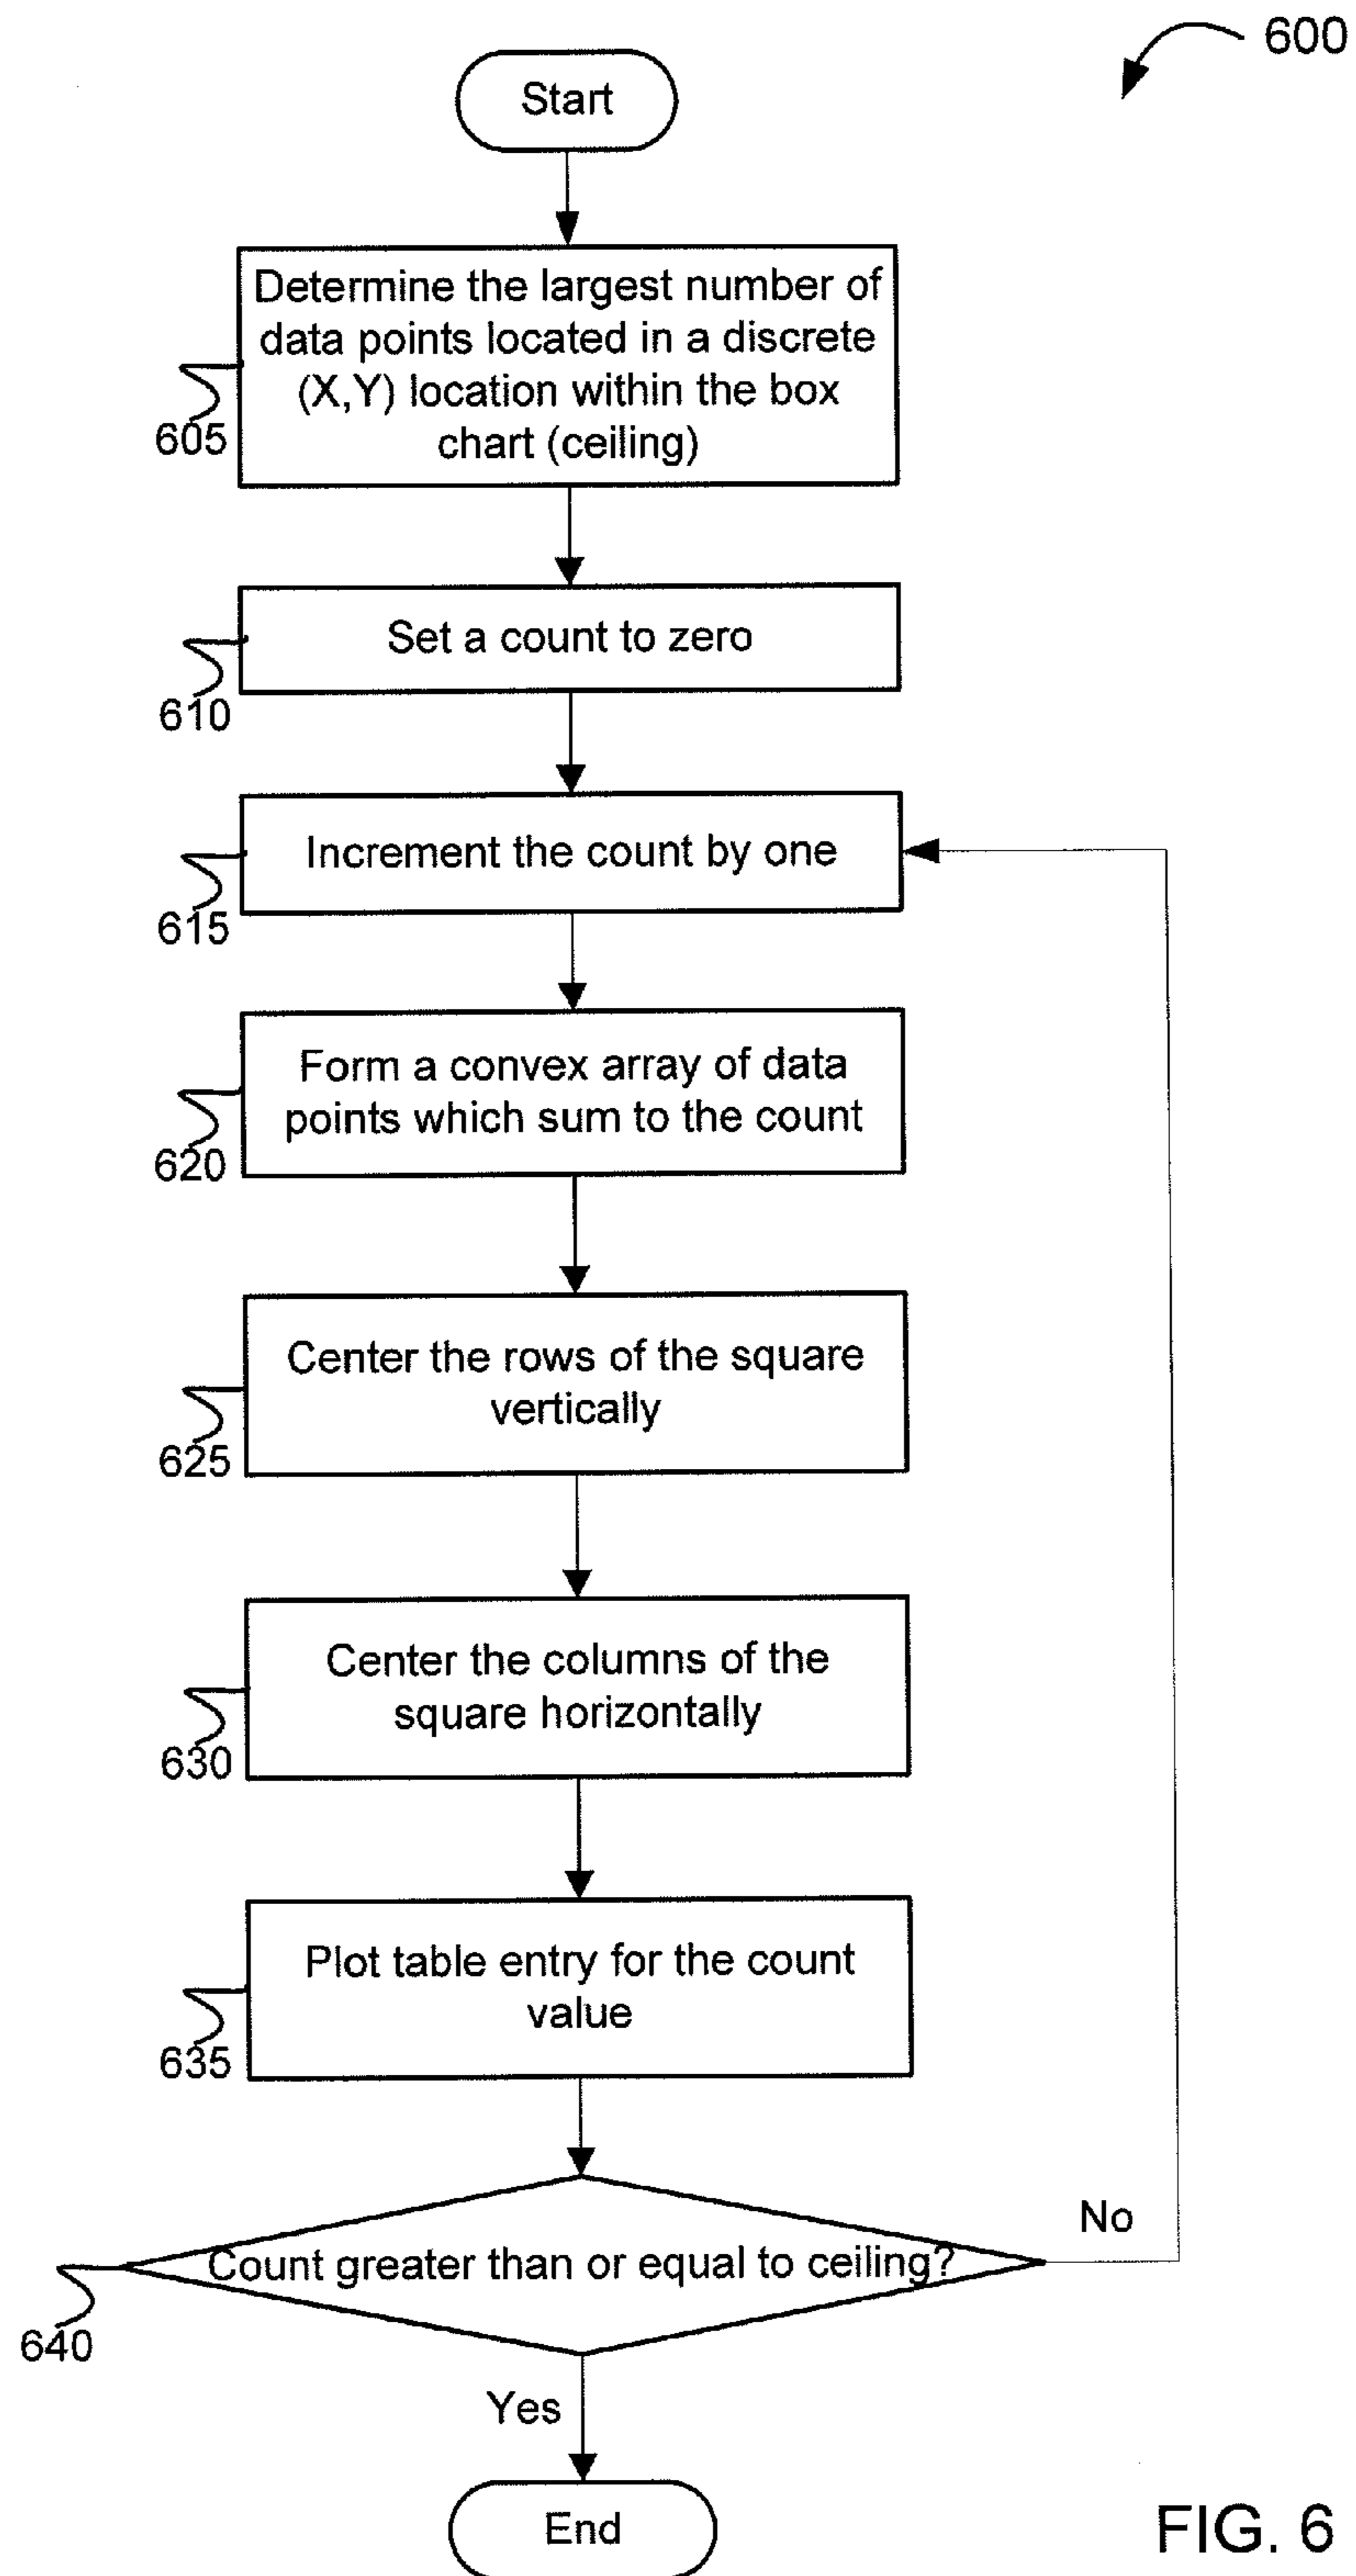 600
Start
Determine the largest number of
data points located in a discrete
(X,Y) location within the box
chart (ceiling)
605
Set a count to zero
610
Increment the count by one
615
Form a convex array of data
points which sum to the count
620
Center the rows of the square
vertically
625
Center the columns of the
square horizontally
630
Plot table entry for the count
value
635
No
Count greater than or equal to ceiling?
640
Yes
End
FIG. 6